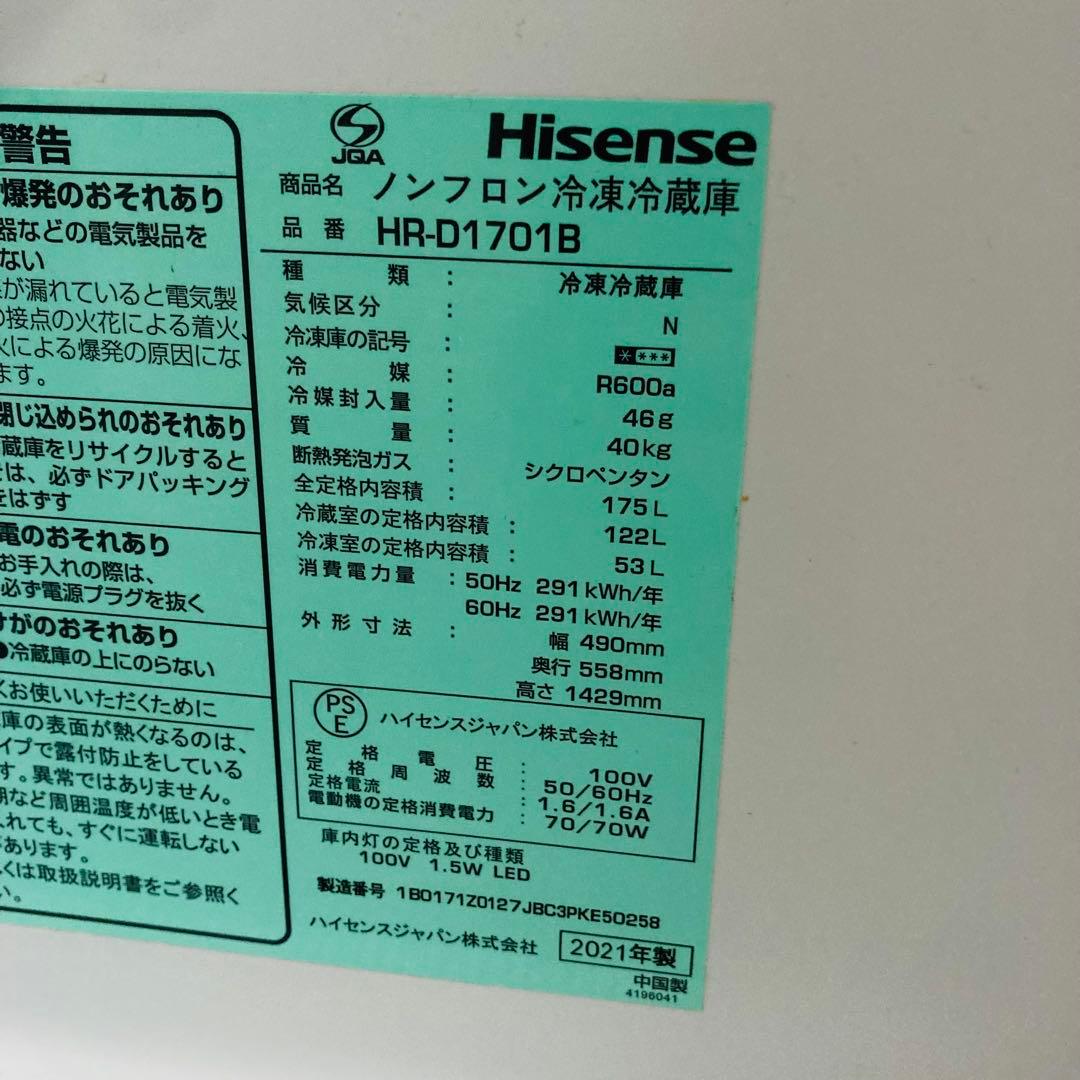 警告
爆発のおそれあり
器などの電気製品を
ない
が漏れていると電気製
の接点の火花による着火、
火による爆発の原因にな
ます。
閉じ込められのおそれあり
蔵庫をリサイクルすると
は、必ずドアパッキング
をはずす
電のおそれあり
お手入れの際は、
必ず電源プラグを抜く
けがのおそれあり
●冷蔵庫の上にのらない
くお使いいただくために
庫の表面が熱くなるのは、
イプで露付防止をしている
す。異常ではありません。
期など周囲温度が低いとき電
入れても、すぐに運転しない
があります。
くは取扱説明書をご参照く
い。
JQA
Hisense
商品名 ノンフロン冷凍冷蔵庫
品番 HR-D1701B
種類 : 冷凍冷蔵庫
気候区分 : N
冷凍庫の記号 : * ***
冷媒 : R600a
冷媒封入量 : 46g
質量 : 40kg
断熱発泡ガス : シクロペンタン
全定格内容積 : 175L
冷蔵室の定格内容積 : 122L
冷凍室の定格内容積 : 53L
消費電力量 : 50Hz 291kWh/年
60Hz 291kWh/年
外形寸法 : 幅 490mm
奥行 558mm
高さ 1429mm
PSE ハイセンスジャパン株式会社
定格電圧 : 100V
定格周波数 : 50/60Hz
定格電流 : 1.6/1.6A
電動機の定格消費電力 : 70/70W
庫内灯の定格及び種類
100V 1.5W LED
製造番号 1B0171Z0127JBC3PKE50258
ハイセンスジャパン株式会社 2021年製
中国製
4196041